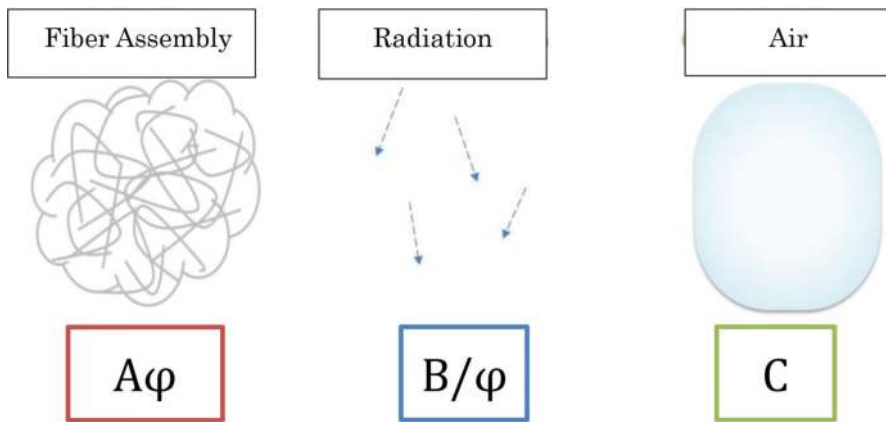 Fiber Assembly
Radiation
Air
Aφ
B/φ
C